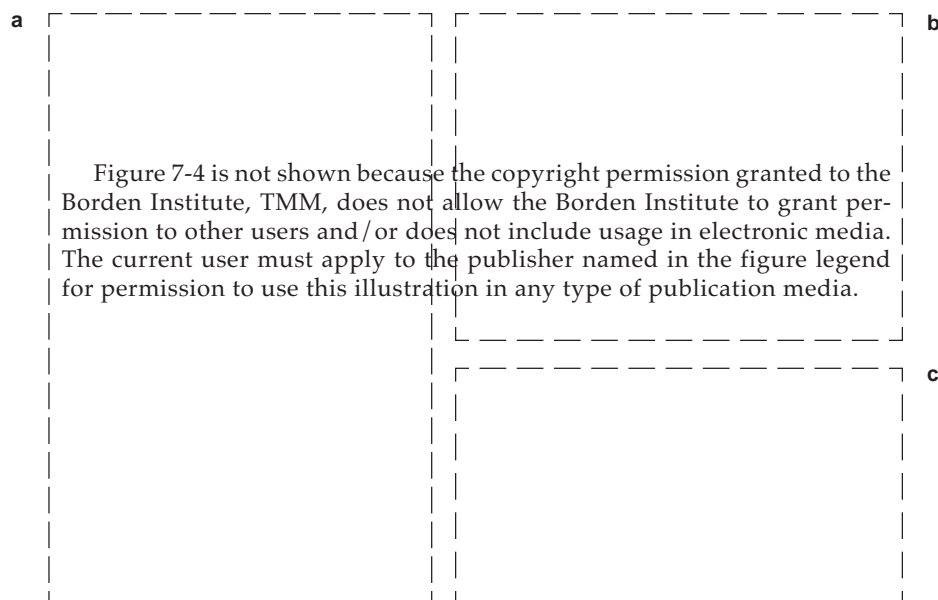 a
b
Figure 7-4 is not shown because the copyright permission granted to the
Borden Institute, TMM, does not allow the Borden Institute to grant per-
mission to other users and/or does not include usage in electronic media.
The current user must apply to the publisher named in the figure legend
for permission to use this illustration in any type of publication media.
c